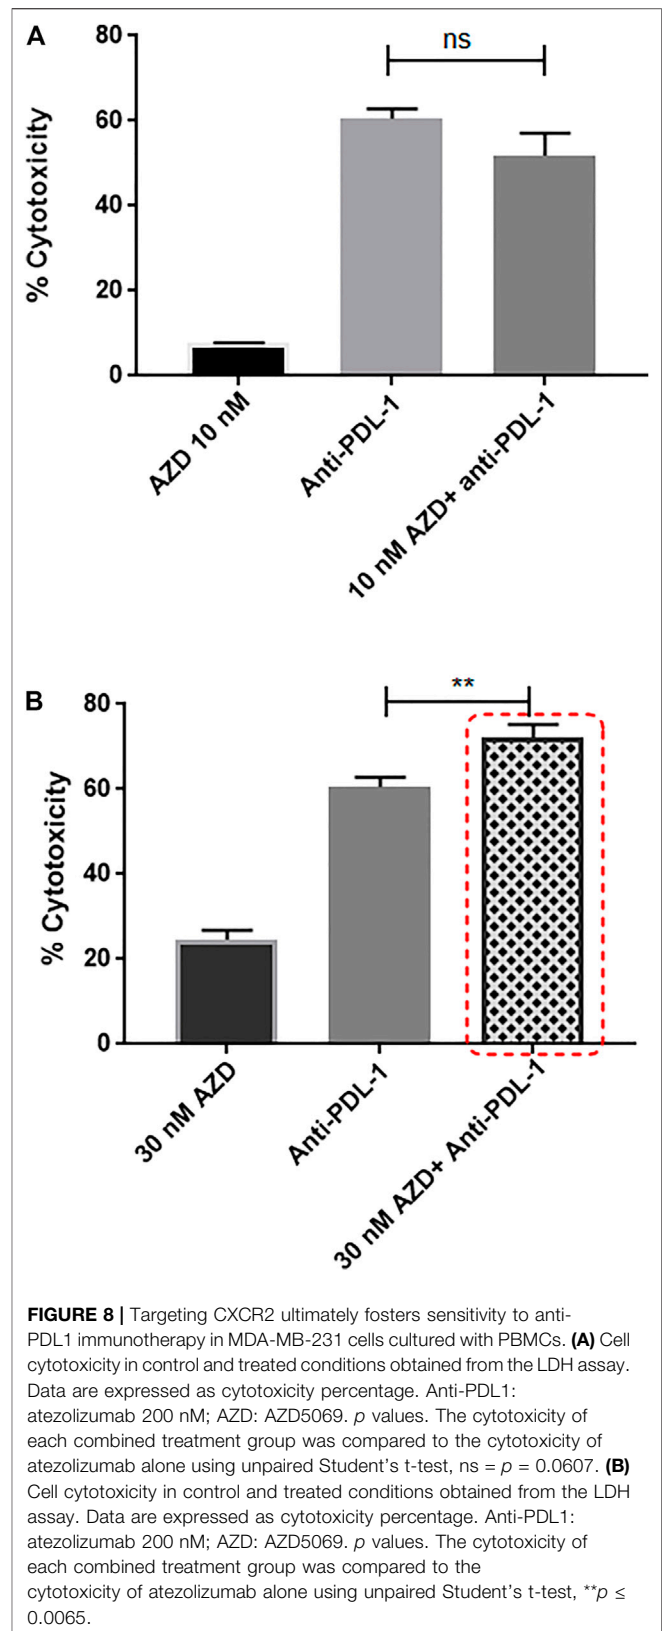 A
80
60
40
20
0
% Cytotoxicity
ns
AZD 10 nM
Anti-PDL-1
10 nM AZD+ anti-PDL-1
B
80
60
40
20
0
% Cytotoxicity
**
30 nM AZD
Anti-PDL-1
30 nM AZD+ Anti-PDL-1
FIGURE 8 | Targeting CXCR2 ultimately fosters sensitivity to anti-
PDL1 immunotherapy in MDA-MB-231 cells cultured with PBMCs. (A) Cell
cytotoxicity in control and treated conditions obtained from the LDH assay.
Data are expressed as cytotoxicity percentage. Anti-PDL1:
atezolizumab 200 nM; AZD: AZD5069. p values. The cytotoxicity of
each combined treatment group was compared to the cytotoxicity of
atezolizumab alone using unpaired Student's t-test, ns = p = 0.0607. (B)
Cell cytotoxicity in control and treated conditions obtained from the LDH
assay. Data are expressed as cytotoxicity percentage. Anti-PDL1:
atezolizumab 200 nM; AZD: AZD5069. p values. The cytotoxicity of
each combined treatment group was compared to the
cytotoxicity of atezolizumab alone using unpaired Student's t-test, **p ≤
0.0065.